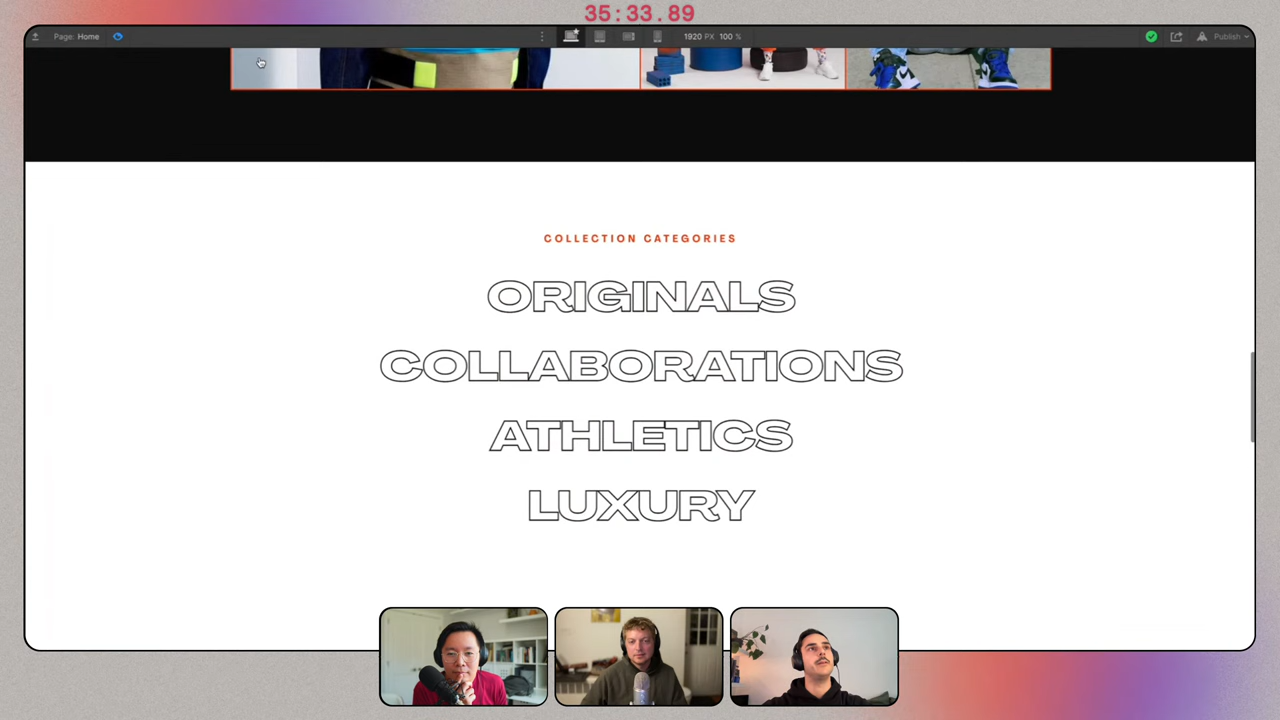 35:33.89
Page: Home
1920 PX 100 %
Publish
COLLECTION CATEGORIES
ORIGINALS
COLLABORATIONS
ATHLETICS
LUXURY